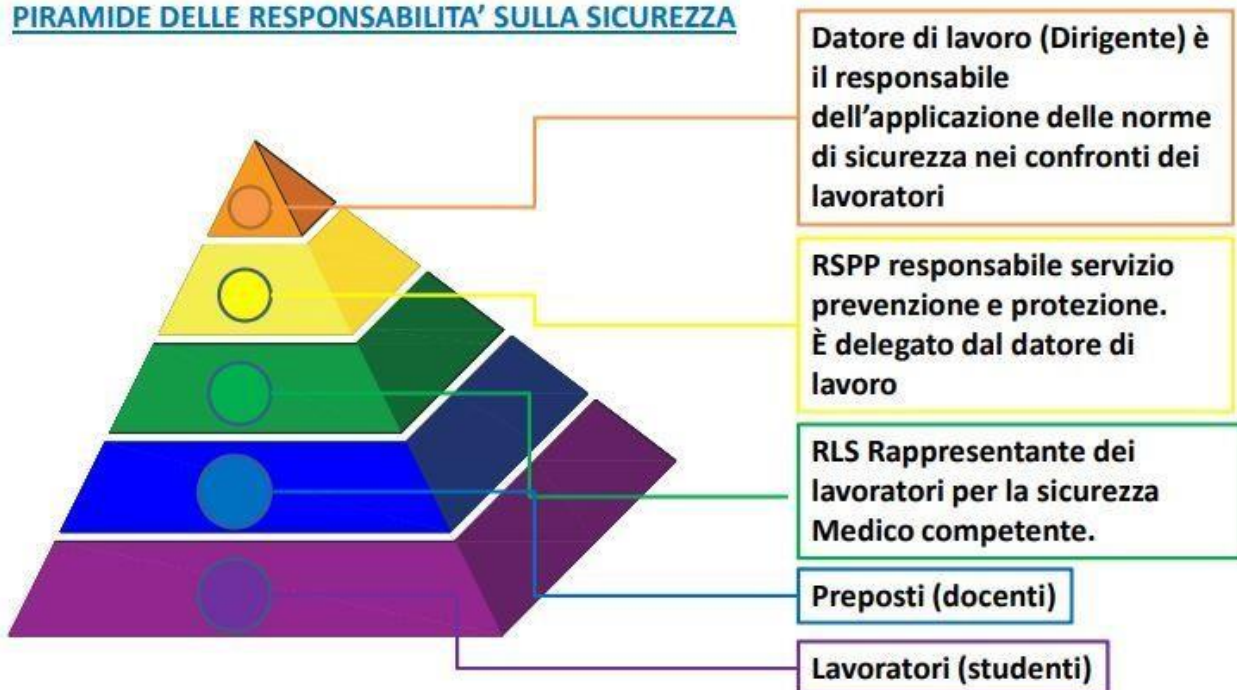 PIRAMIDE DELLE RESPONSABILITA’ SULLA SICUREZZA
Datore di lavoro (Dirigente) è
il responsabile
dell’applicazione delle norme
di sicurezza nei confronti dei
lavoratori
RSPP responsabile servizio
prevenzione e protezione.
È delegato dal datore di
lavoro
RLS Rappresentante dei
lavoratori per la sicurezza
Medico competente.
Preposti (docenti)
Lavoratori (studenti)